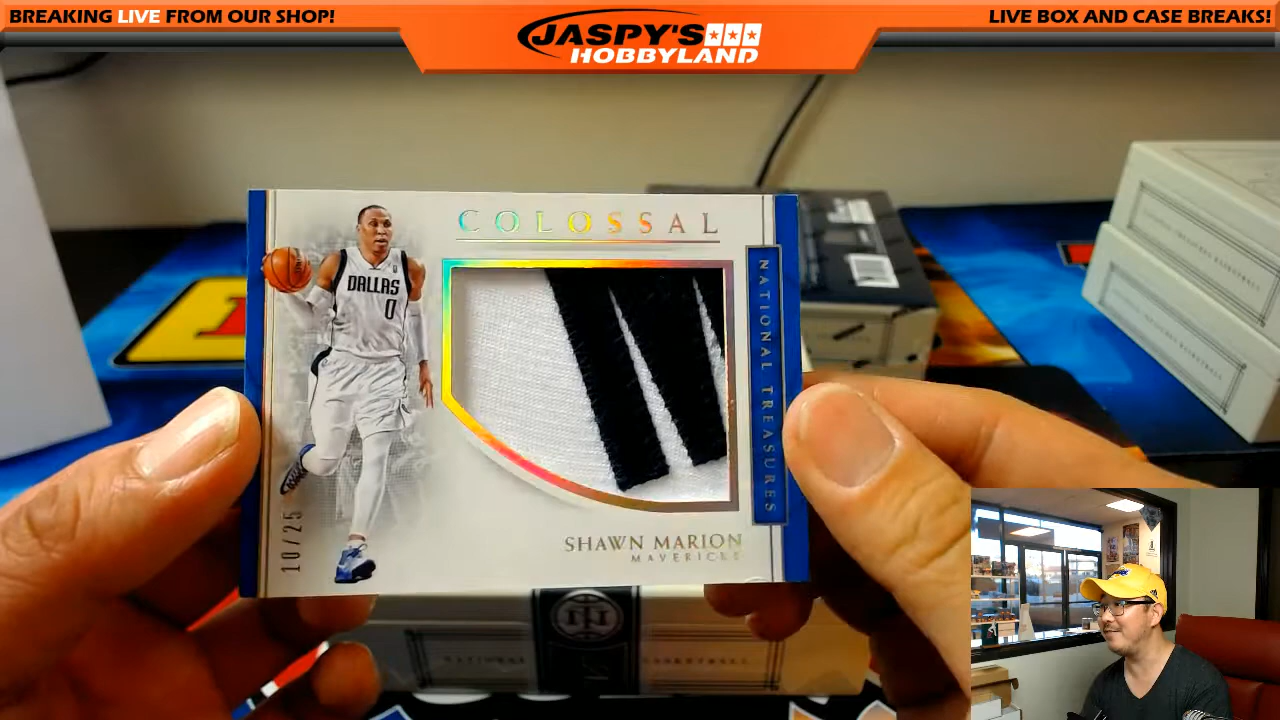 BREAKING LIVE FROM OUR SHOP!
JASPY'S
HOBBYLAND
LIVE BOX AND CASE BREAKS!
COLOSSAL
DALLAS
0
NATIONAL TREASURES
10/25
SHAWN MARION
MAVERICKS